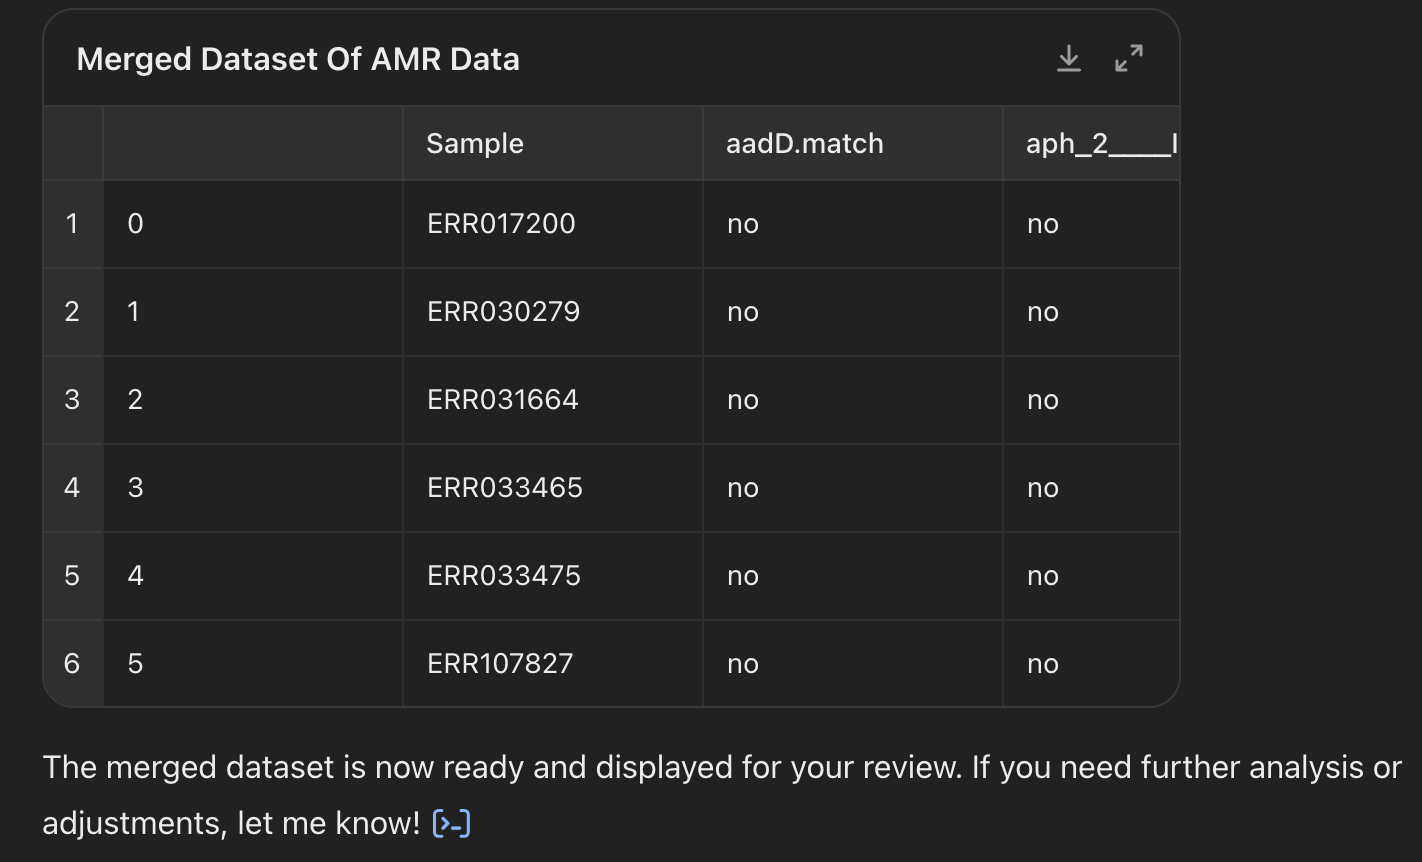 Merged Dataset Of AMR Data
Sample aadD.match aph_2____I
1 0 ERR017200 no no
2 1 ERR030279 no no
3 2 ERR031664 no no
4 3 ERR033465 no no
5 4 ERR033475 no no
6 5 ERR107827 no no
The merged dataset is now ready and displayed for your review. If you need further analysis or
adjustments, let me know!